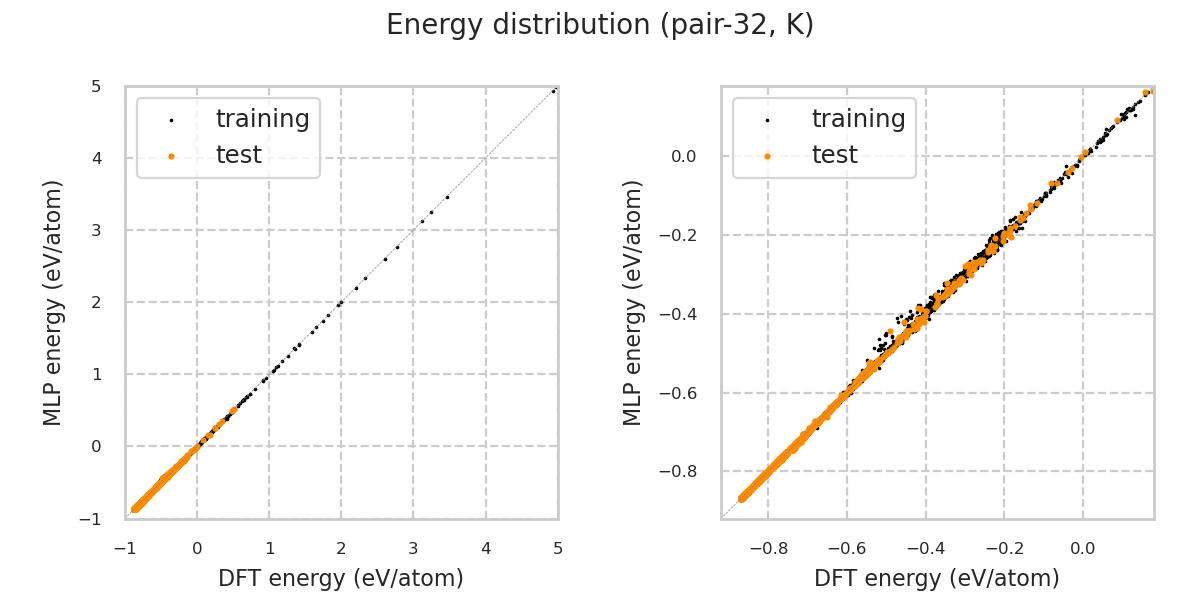 Energy distribution (pair-32, K)
training
test
5
4
3
2
1
0
−1
−1
0
1
2
3
4
5
MLP energy (eV/atom)
DFT energy (eV/atom)
training
test
0.0
−0.2
−0.4
−0.6
−0.8
−0.8
−0.6
−0.4
−0.2
0.0
MLP energy (eV/atom)
DFT energy (eV/atom)